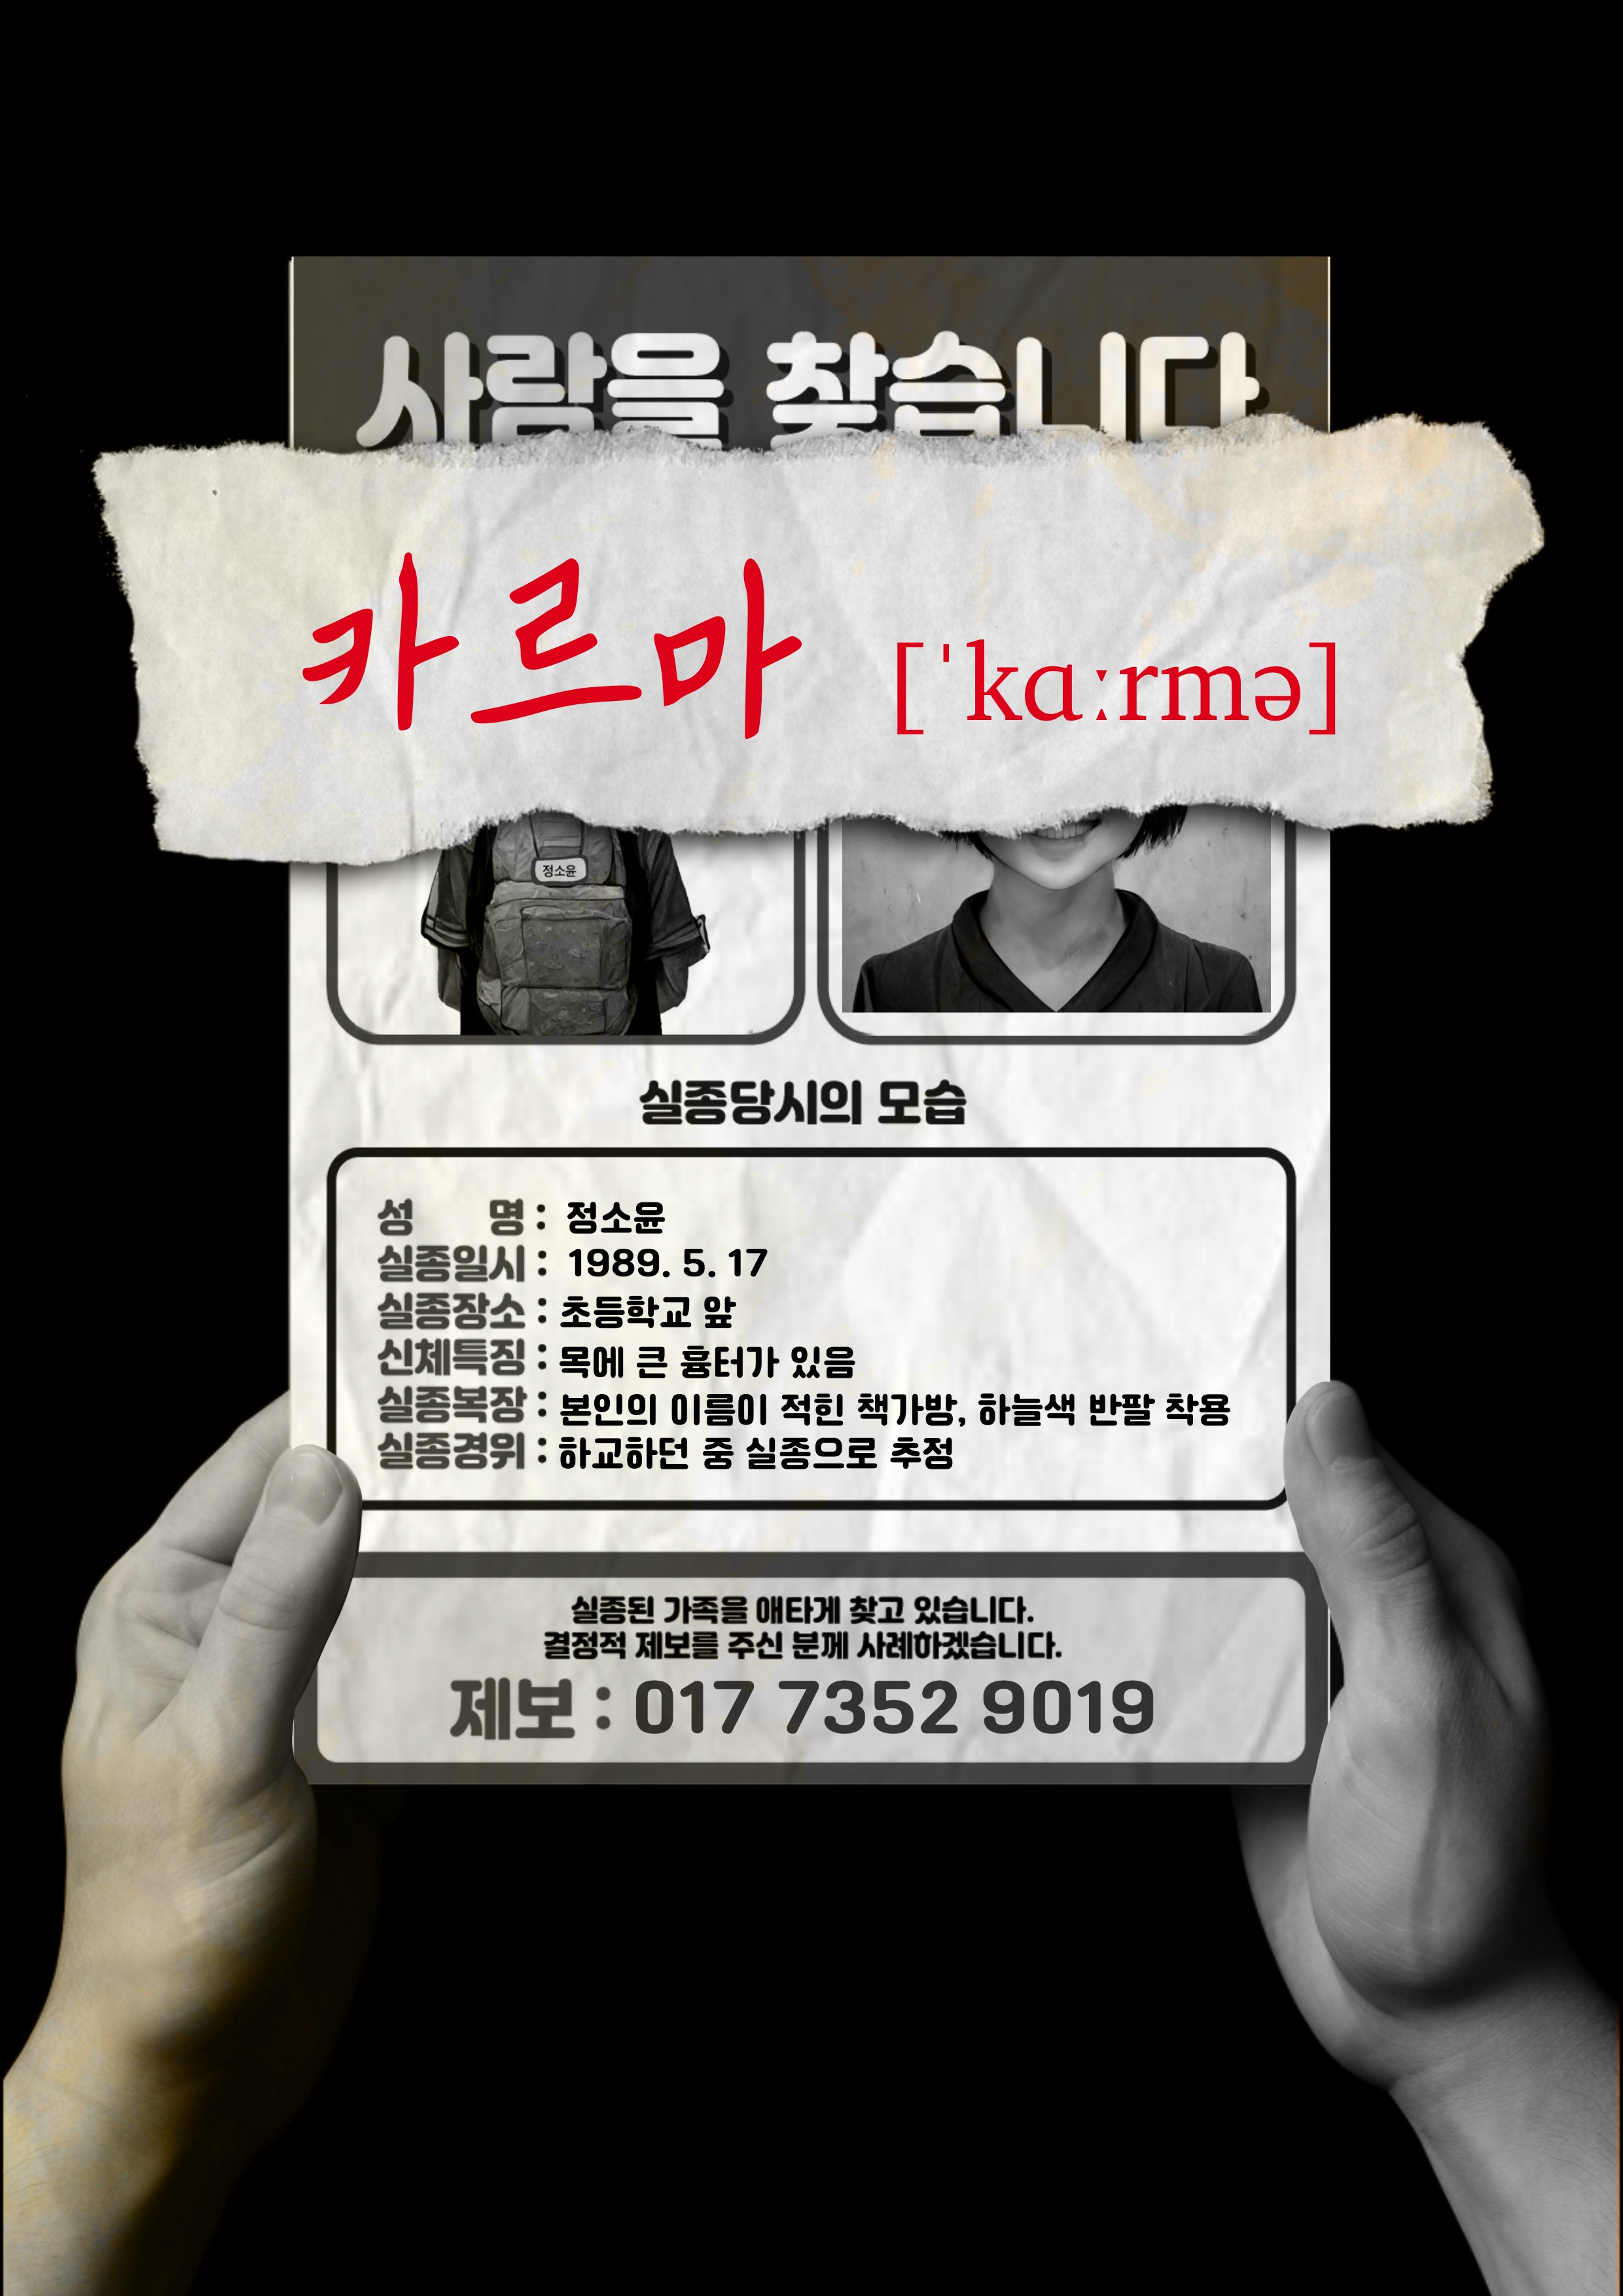 사람을 찾습니다
카르마 [ˈkɑːrmə]
정소윤
실종당시의 모습
성 명 : 정소윤
실종일시 : 1989. 5. 17
실종장소 : 초등학교 앞
신체특징 : 목에 큰 흉터가 있음
실종복장 : 본인의 이름이 적힌 책가방, 하늘색 반팔 착용
실종경위 : 하교하던 중 실종으로 추정
실종된 가족을 애타게 찾고 있습니다.
결정적 제보를 주신 분께 사례하겠습니다.
제보 : 017 7352 9019